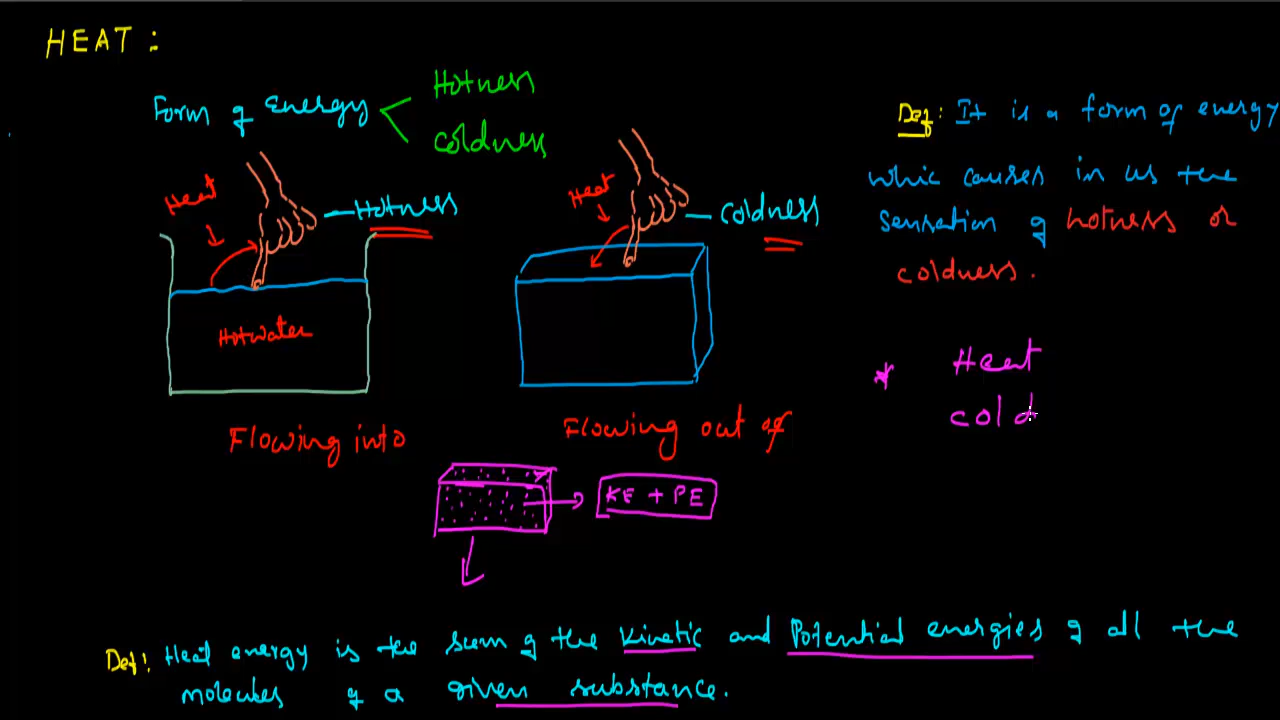 HEAT :
Form of Energy
Hotness
coldness
Heat
Hotness
Hotwater
Flowing into
Heat
coldness
Flowing out of
KE + PE
Def : It is a form of energy
whic causes in us the
sensation of hotness or
coldness.
* Heat
cold
Def : Heat energy is the sum of the Kinetic and Potential energies of all the
molecules of a given substance.